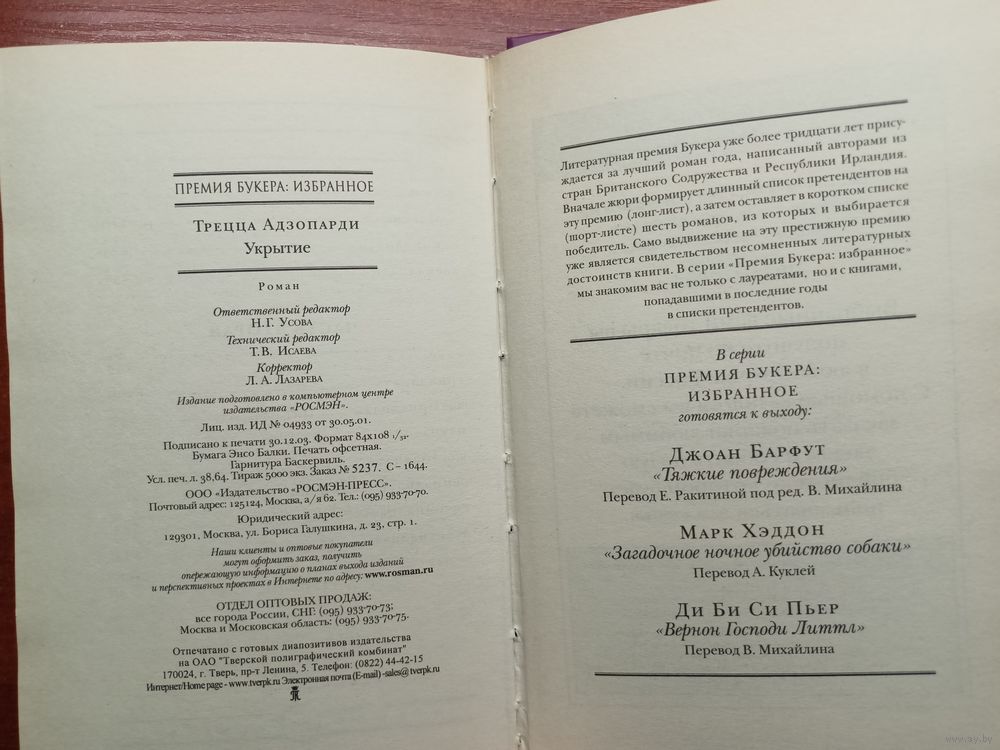 ПРЕМИЯ БУКЕРА: ИЗБРАННОЕ
Трецца Адзопарди
Укрытие
Роман
Ответственный редактор
Н.Г. Усова
Технический редактор
Т.В. Исаева
Корректор
Л. А. Лазарева
Издание подготовлено в компьютерном центре
издательства «РОСМЭН».
Лиц. изд. ИД № 04933 от 30.05.01.
Подписано к печати 30.12.03. Формат 84х108 1/32.
Бумага Энсо Балки. Печать офсетная.
Гарнитура Баскервиль.
Усл. печ. л. 38,64. Тираж 5000 экз. Заказ № 5237. С – 1644.
ООО «Издательство «РОСМЭН-ПРЕСС».
Почтовый адрес: 125124, Москва, а/я 62. Тел.: (095) 933-70-70.
Юридический адрес:
129301, Москва, ул. Бориса Галушкина, д. 23, стр. 1.
Наши клиенты и оптовые покупатели
могут оформить заказ, получить
опережающую информацию о планах выхода изданий
и перспективных проектах в Интернете по адресу: www.rosman.ru
ОТДЕЛ ОПТОВЫХ ПРОДАЖ:
все города России, СНГ: (095) 933-70-73;
Москва и Московская область: (095) 933-70-75.
Отпечатано с готовых диапозитивов издательства
на ОАО "Тверской полиграфический комбинат"
170024, г. Тверь, пр-т Ленина, 5. Телефон: (0822) 44-42-15
Интернет/Home page - www.tverpk.ru Электронная почта (E-mail) -sales@tverpk.ru
Литературная премия Букера уже более тридцати лет прису-
ждается за лучший роман года, написанный авторами из
стран Британского Содружества и Республики Ирландия.
Вначале жюри формирует длинный список претендентов на
эту премию (лонг-лист), а затем оставляет в коротком списке
(шорт-листе) шесть романов, из которых и выбирается
победитель. Само выдвижение на эту престижную премию
уже является свидетельством несомненных литературных
достоинств книги. В серии «Премия Букера: избранное»
мы знакомим вас не только с лауреатами, но и с книгами,
попадавшими в последние годы
в списки претендентов.
В серии
ПРЕМИЯ БУКЕРА:
ИЗБРАННОЕ
готовятся к выходу:
Джоан Барфут
«Тяжкие повреждения»
Перевод Е. Ракитиной под ред. В. Михайлина
Марк Хэддон
«Загадочное ночное убийство собаки»
Перевод А. Куклей
Ди Би Си Пьер
«Вернон Господи Литтл»
Перевод В. Михайлина
www.ay.by